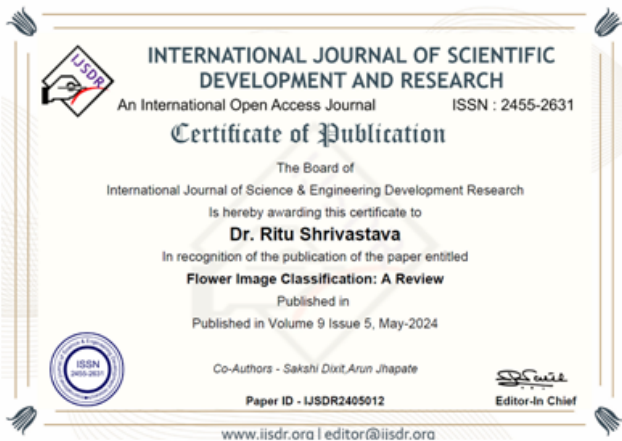 IJSDR
INTERNATIONAL JOURNAL OF SCIENTIFIC
DEVELOPMENT AND RESEARCH
An International Open Access Journal ISSN : 2455-2631
Certificate of Publication
The Board of
International Journal of Science & Engineering Development Research
Is hereby awarding this certificate to
Dr. Ritu Shrivastava
In recognition of the publication of the paper entitled
Flower Image Classification: A Review
Published in
Published in Volume 9 Issue 5, May-2024
ISSN
2455-2631
Co-Authors - Sakshi Dixit,Arun Jhapate
Paper ID - IJSDR2405012
Editor-In Chief
www.ijsdr.org | editor@ijsdr.org